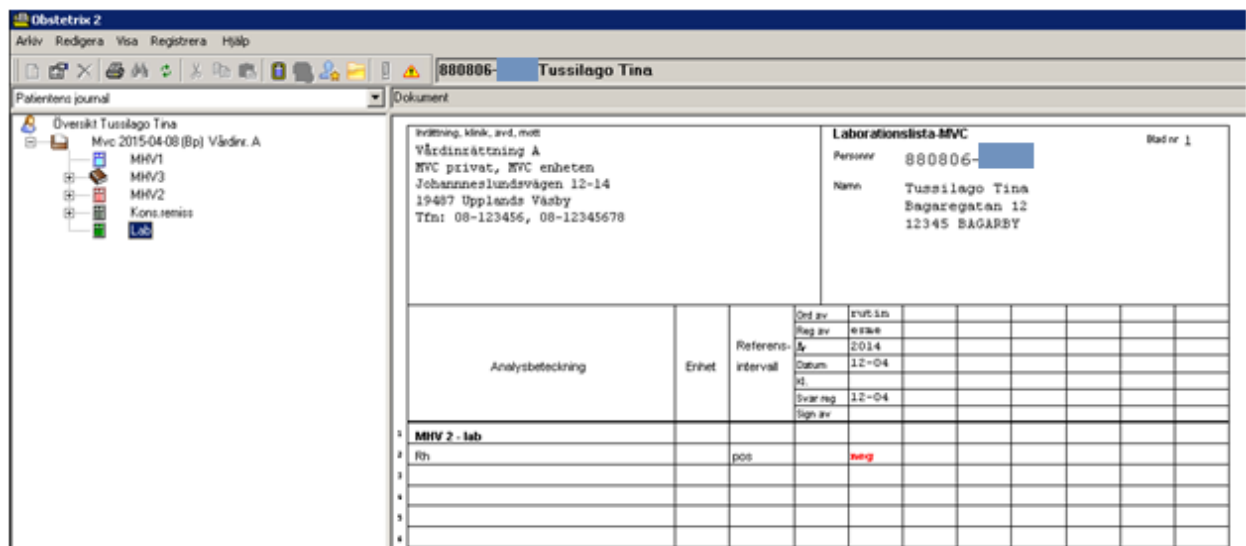 Obstetrix 2
Arkiv Redigera Visa Registrera Hjälp
880806- Tussilago Tina
Patientens journal
Dokument
Översikt Tussilago Tina
Mvc 2015-04-08 (Bp) Vårdinr. A
MHV1
MHV3
MHV2
Kons.remiss
Lab
Inrättning, klinik, avd, mott
Vårdinrättning A
MVC privat, MVC enheten
Johannneslundsvägen 12-14
19487 Upplands Väsby
Tfn: 08-123456, 08-12345678
Laborationslista-MVC
Blad nr 1
Personnr 880806-
Namn Tussilago Tina
Bagaregatan 12
12345 BAGARBY
Analysbeteckning
Enhet
Referens-
intervall
Ord av rutin
Reg av esme
År 2014
Datum 12-04
Kl.
Svar reg 12-04
Sign av
1 MHV 2 - lab
2 Rh pos neg
3
4
5
6